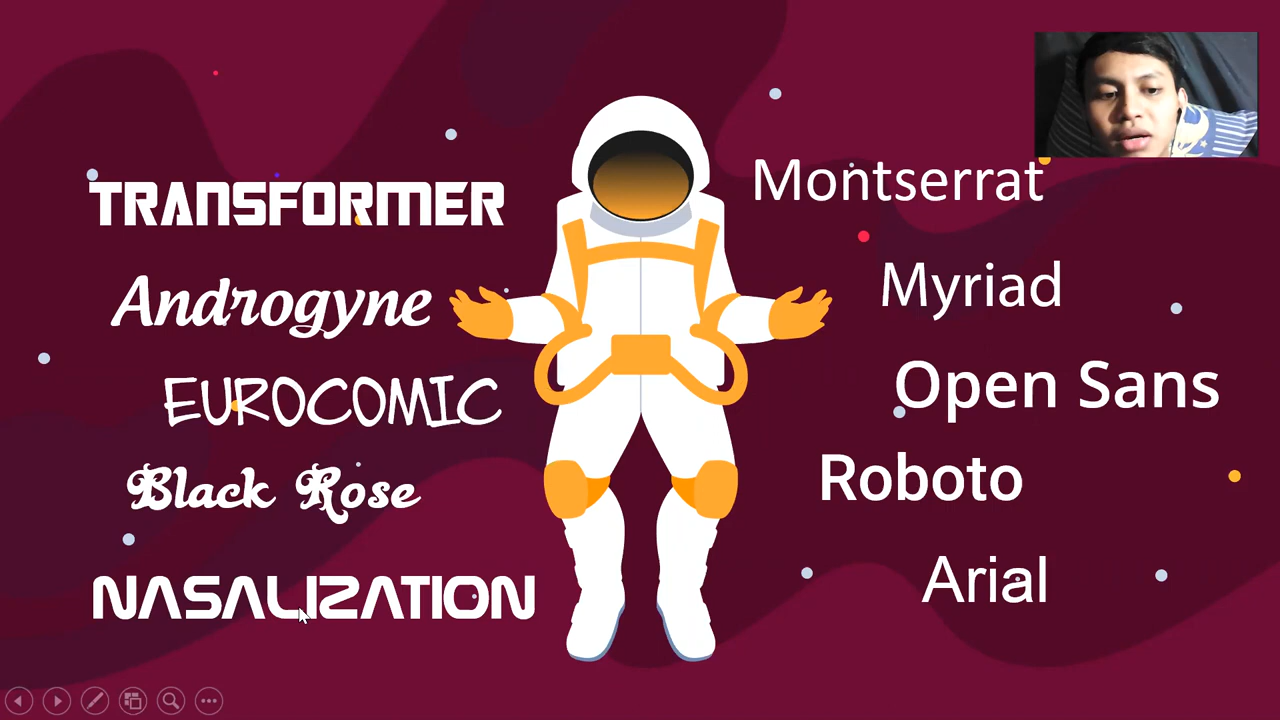 TRANSFORMER
Androgyne
EUROCOMIC
Black Rose
NASALIZATION
Montserrat
Myriad
Open Sans
Roboto
Arial